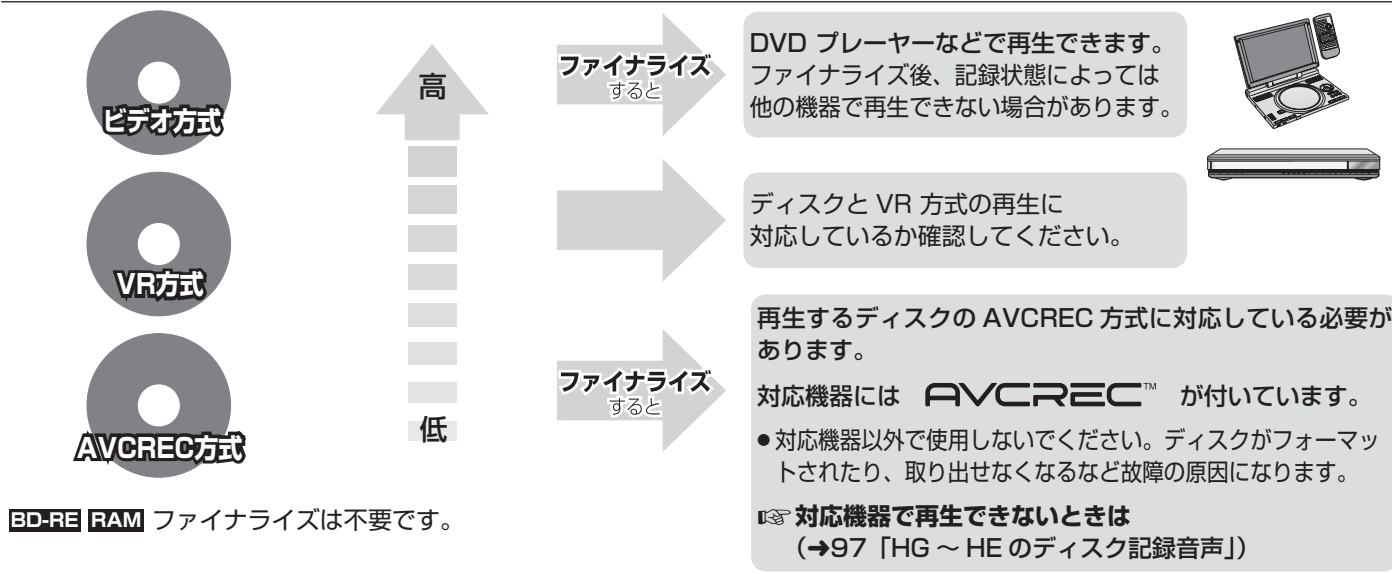 ビデオ方式
高
ファイナライズ
すると
DVD プレーヤーなどで再生できます。
ファイナライズ後、記録状態によっては
他の機器で再生できない場合があります。
VR方式
ディスクと VR 方式の再生に
対応しているか確認してください。
AVCREC方式
低
ファイナライズ
すると
再生するディスクの AVCREC 方式に対応している必要が
あります。
対応機器には AVCREC™ が付いています。
●対応機器以外で使用しないでください。ディスクがフォーマッ
トされたり、取り出せなくなるなど故障の原因になります。
☞対応機器で再生できないときは
(➜97「HG ～ HE のディスク記録音声」)
BD-RE RAM ファイナライズは不要です。